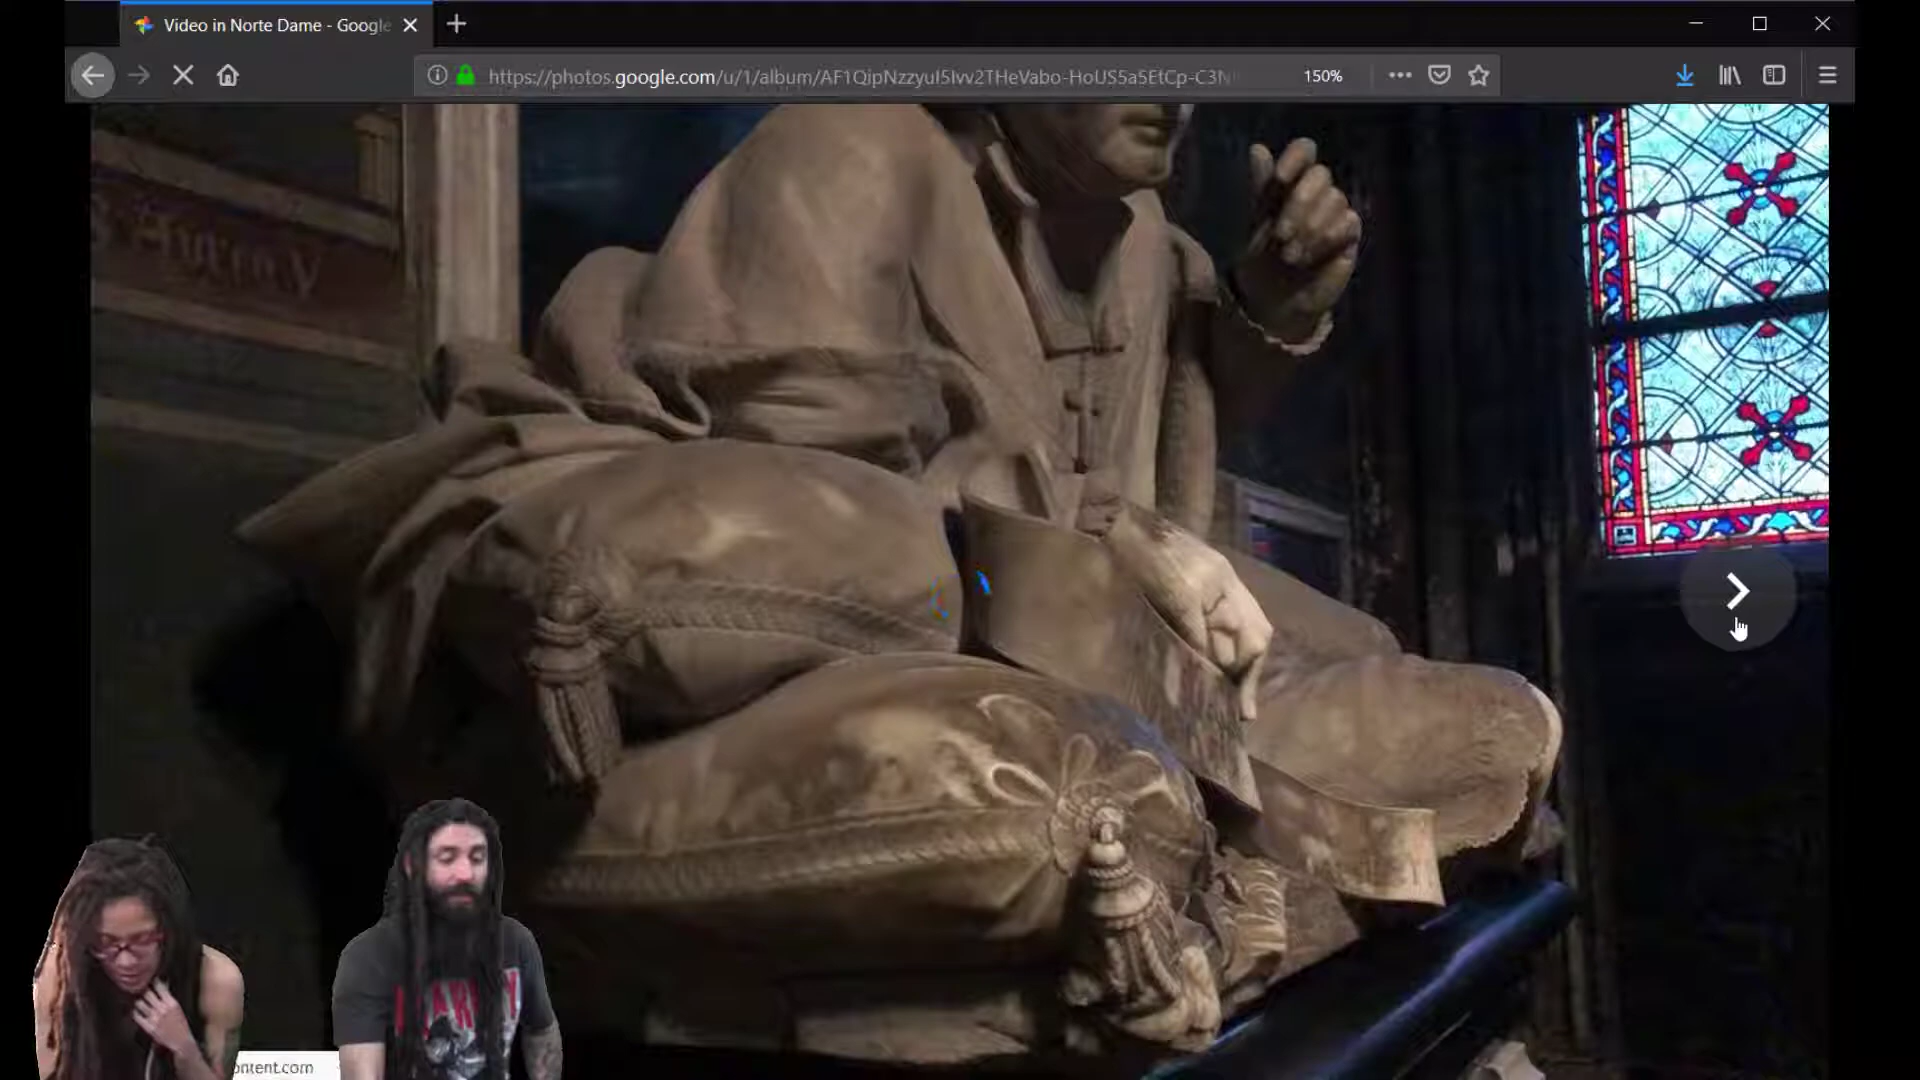 Video in Norte Dame - Google
https://photos.google.com/u/1/album/AF1QipNzzyuI5Ivv2THeVabo-HoUS5a5EtCp-C3N
150%
ontent.com